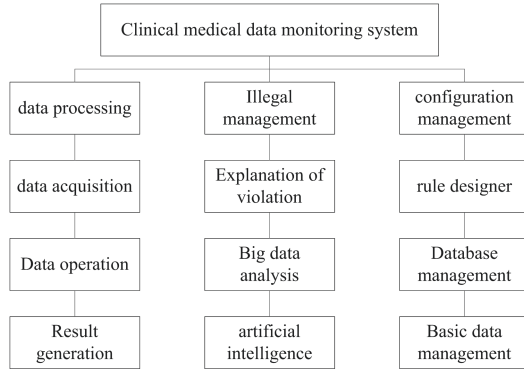 Clinical medical data monitoring system
data processing
Illegal
management
configuration
management
data acquisition
Explanation of
violation
rule designer
Data operation
Big data
analysis
Database
management
Result
generation
artificial
intelligence
Basic data
management